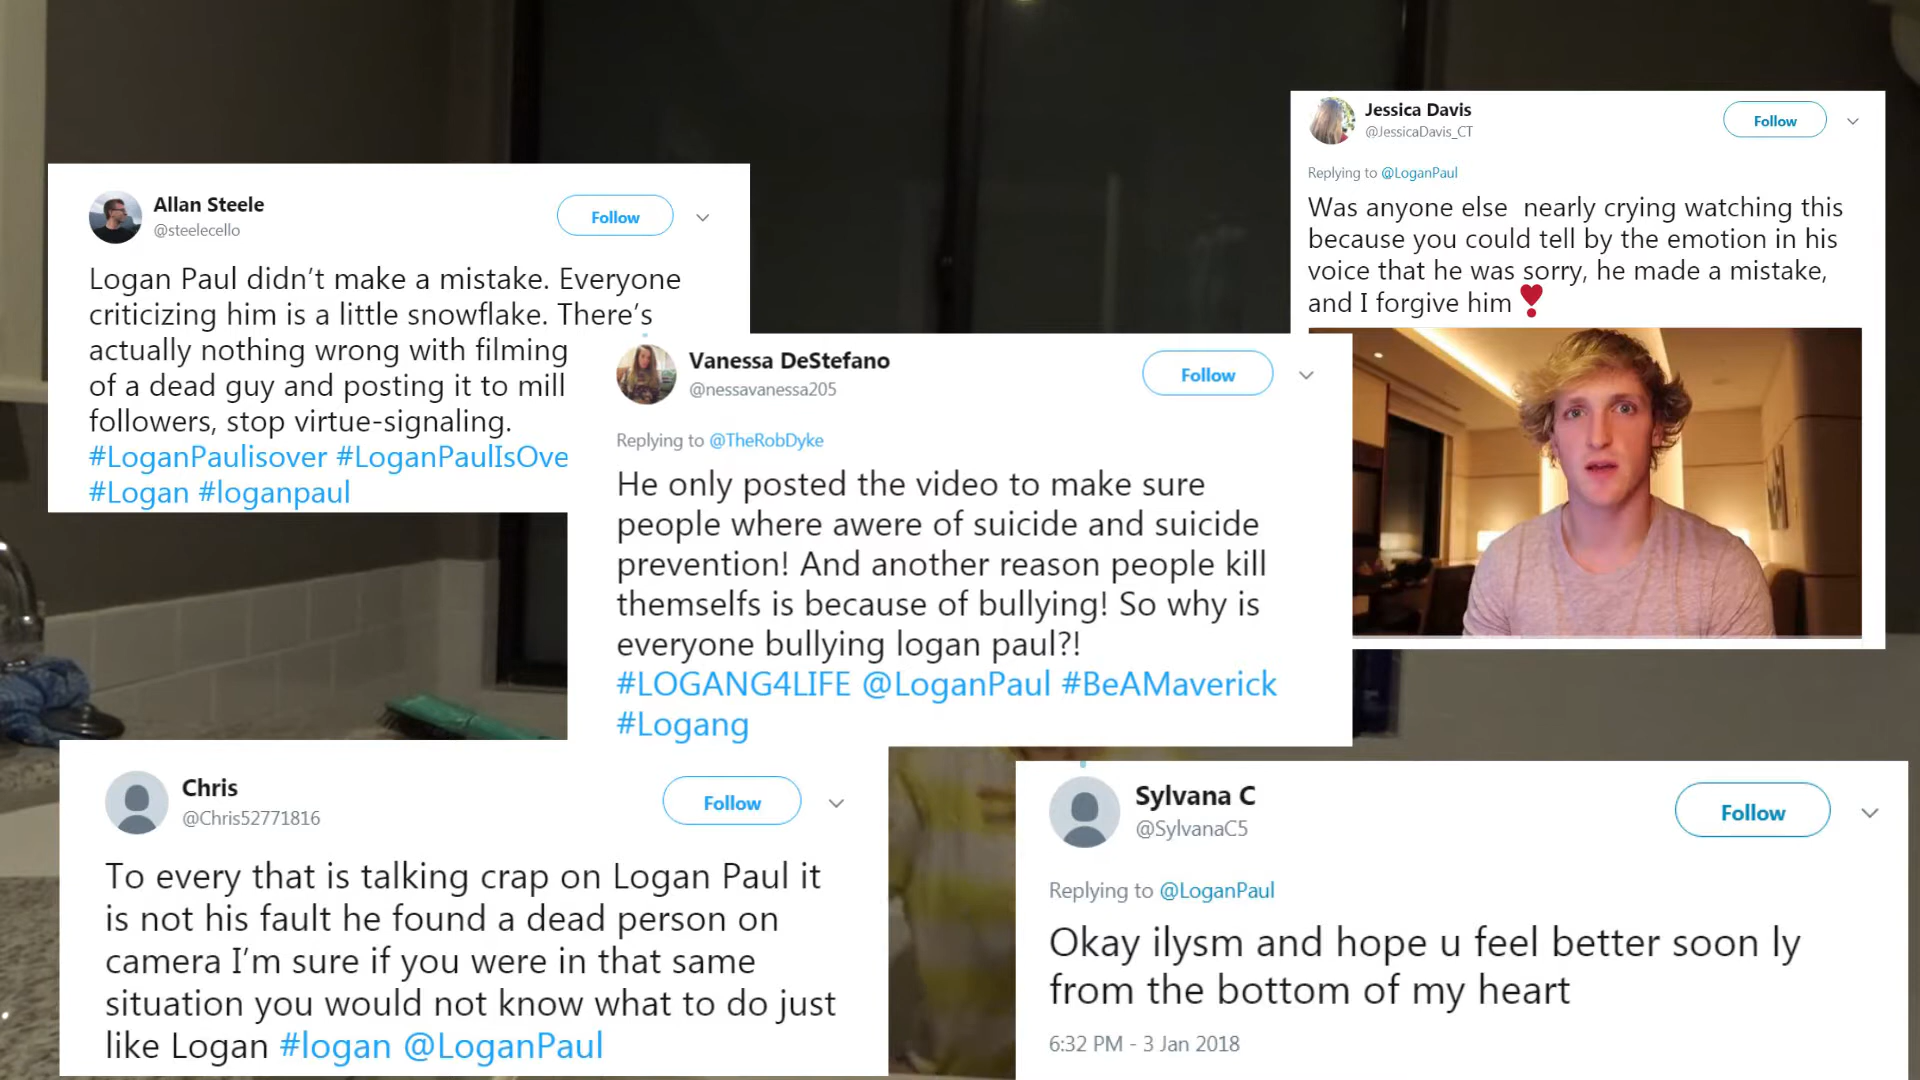 Allan Steele
@steelecello
Follow
Logan Paul didn't make a mistake. Everyone
criticizing him is a little snowflake. There's
actually nothing wrong with filming
of a dead guy and posting it to mill
followers, stop virtue-signaling.
#LoganPaulisover #LoganPaulIsOve
#Logan #loganpaul
Jessica Davis
@JessicaDavis_CT
Follow
Replying to @LoganPaul
Was anyone else nearly crying watching this
because you could tell by the emotion in his
voice that he was sorry, he made a mistake,
and I forgive him ❣
Vanessa DeStefano
@nessavanessa205
Follow
Replying to @TheRobDyke
He only posted the video to make sure
people where awere of suicide and suicide
prevention! And another reason people kill
themselfs is because of bullying! So why is
everyone bullying logan paul?!
#LOGANG4LIFE @LoganPaul #BeAMaverick
#Logang
Chris
@Chris52771816
Follow
To every that is talking crap on Logan Paul it
is not his fault he found a dead person on
camera I'm sure if you were in that same
situation you would not know what to do just
like Logan #logan @LoganPaul
Sylvana C
@SylvanaC5
Follow
Replying to @LoganPaul
Okay ilysm and hope u feel better soon ly
from the bottom of my heart
6:32 PM - 3 Jan 2018